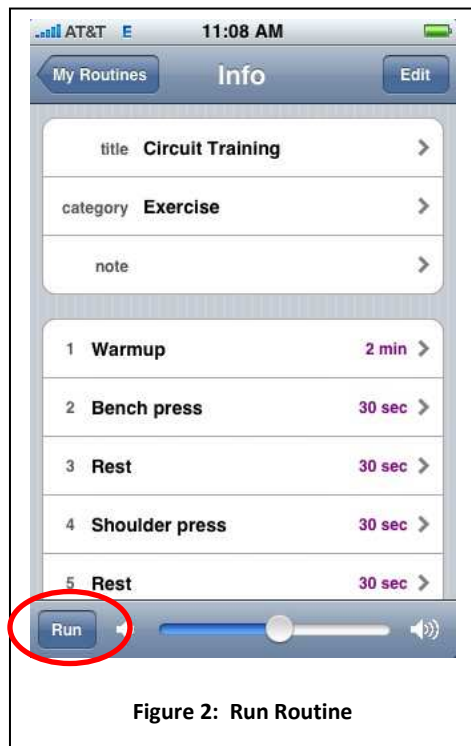 AT&T E 11:08 AM
My Routines Info Edit
title Circuit Training
category Exercise
note
1 Warmup 2 min
2 Bench press 30 sec
3 Rest 30 sec
4 Shoulder press 30 sec
5 Rest 30 sec
Run
Figure 2: Run Routine